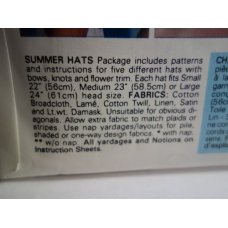 SUMMER HATS Package includes patterns
and instructions for five different hats with
bows, knots and flower trim. Each hat fits Small
22" (56cm), Medium 23" (58.5cm) or Large
24" (61cm) head size. FABRICS: Cotton
Broadcloth, Lamé, Cotton Twill, Linen, Satin
and Lt.wt. Damask. Unsuitable for obvious di-
agonals. Allow extra fabric to match plaids or
stripes. Use nap yardages/layouts for pile,
shaded or one-way design fabrics. * with nap.
** w/o nap All yardages and Notions on
Instruction Sheets.